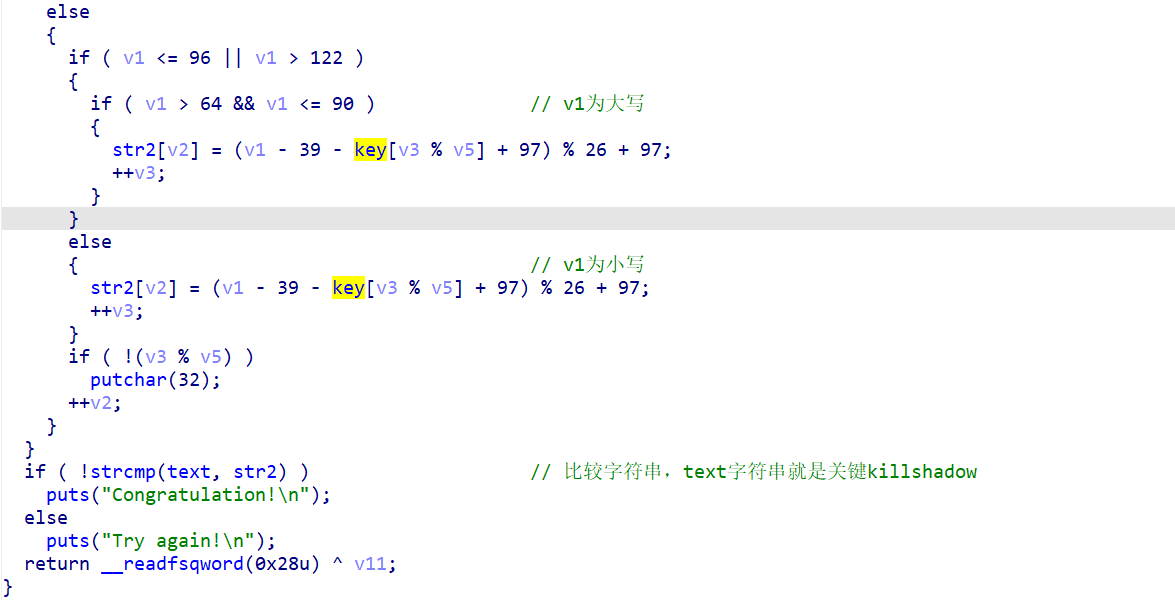 else
{
if ( v1 <= 96 || v1 > 122 )
{
if ( v1 > 64 && v1 <= 90 ) // v1为大写
{
str2[v2] = (v1 - 39 - key[v3 % v5] + 97) % 26 + 97;
++v3;
}
}
else
{ // v1为小写
str2[v2] = (v1 - 39 - key[v3 % v5] + 97) % 26 + 97;
++v3;
}
if ( !(v3 % v5) )
putchar(32);
++v2;
}
}
if ( !strcmp(text, str2) ) // 比较字符串，text字符串就是关键killshadow
puts("Congratulation!\n");
else
puts("Try again!\n");
return __readfsqword(0x28u) ^ v11;
}